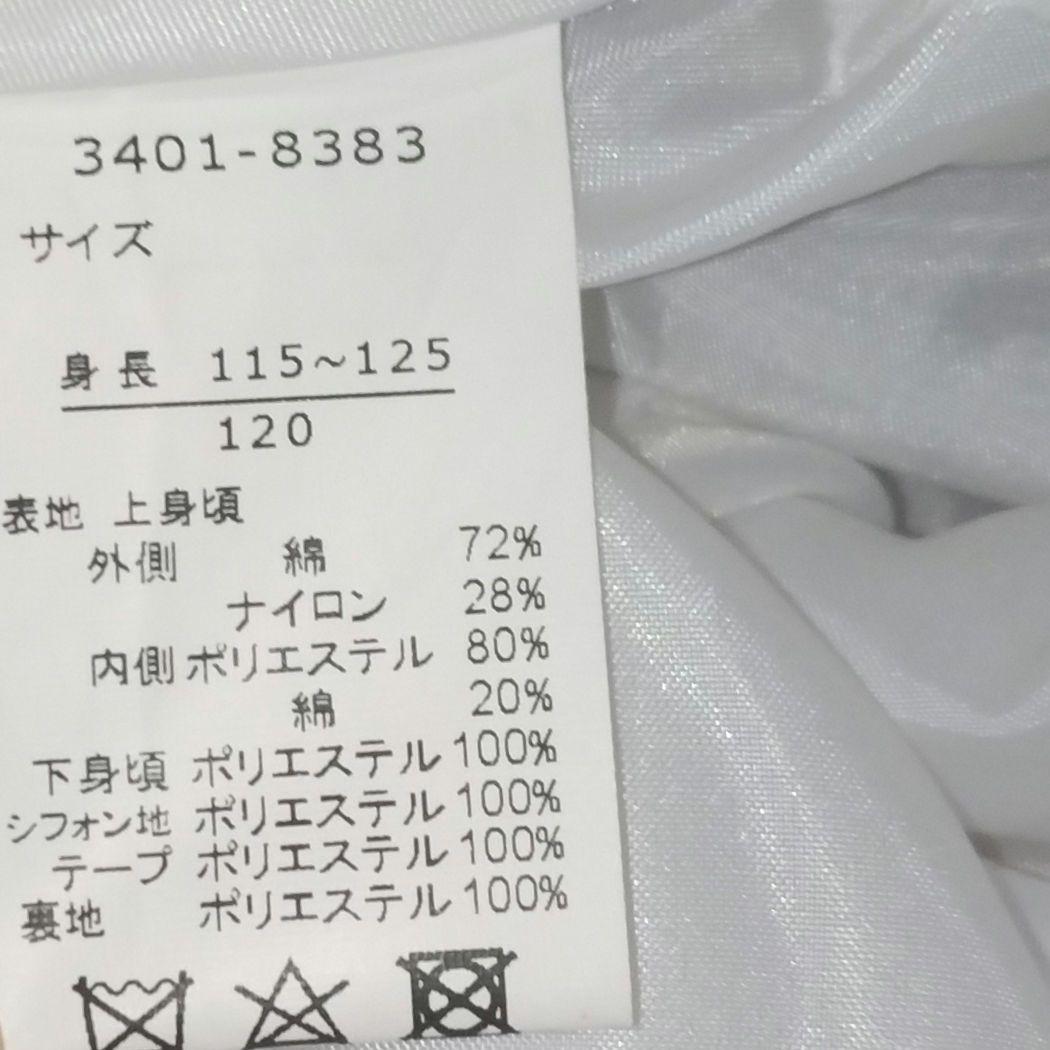 3401-8383
サイズ
身長 115~125
120
表地 上身頃
外側 綿 72%
ナイロン 28%
内側 ポリエステル 80%
綿 20%
下身頃 ポリエステル 100%
シフォン地 ポリエステル 100%
テープ ポリエステル 100%
裏地 ポリエステル 100%